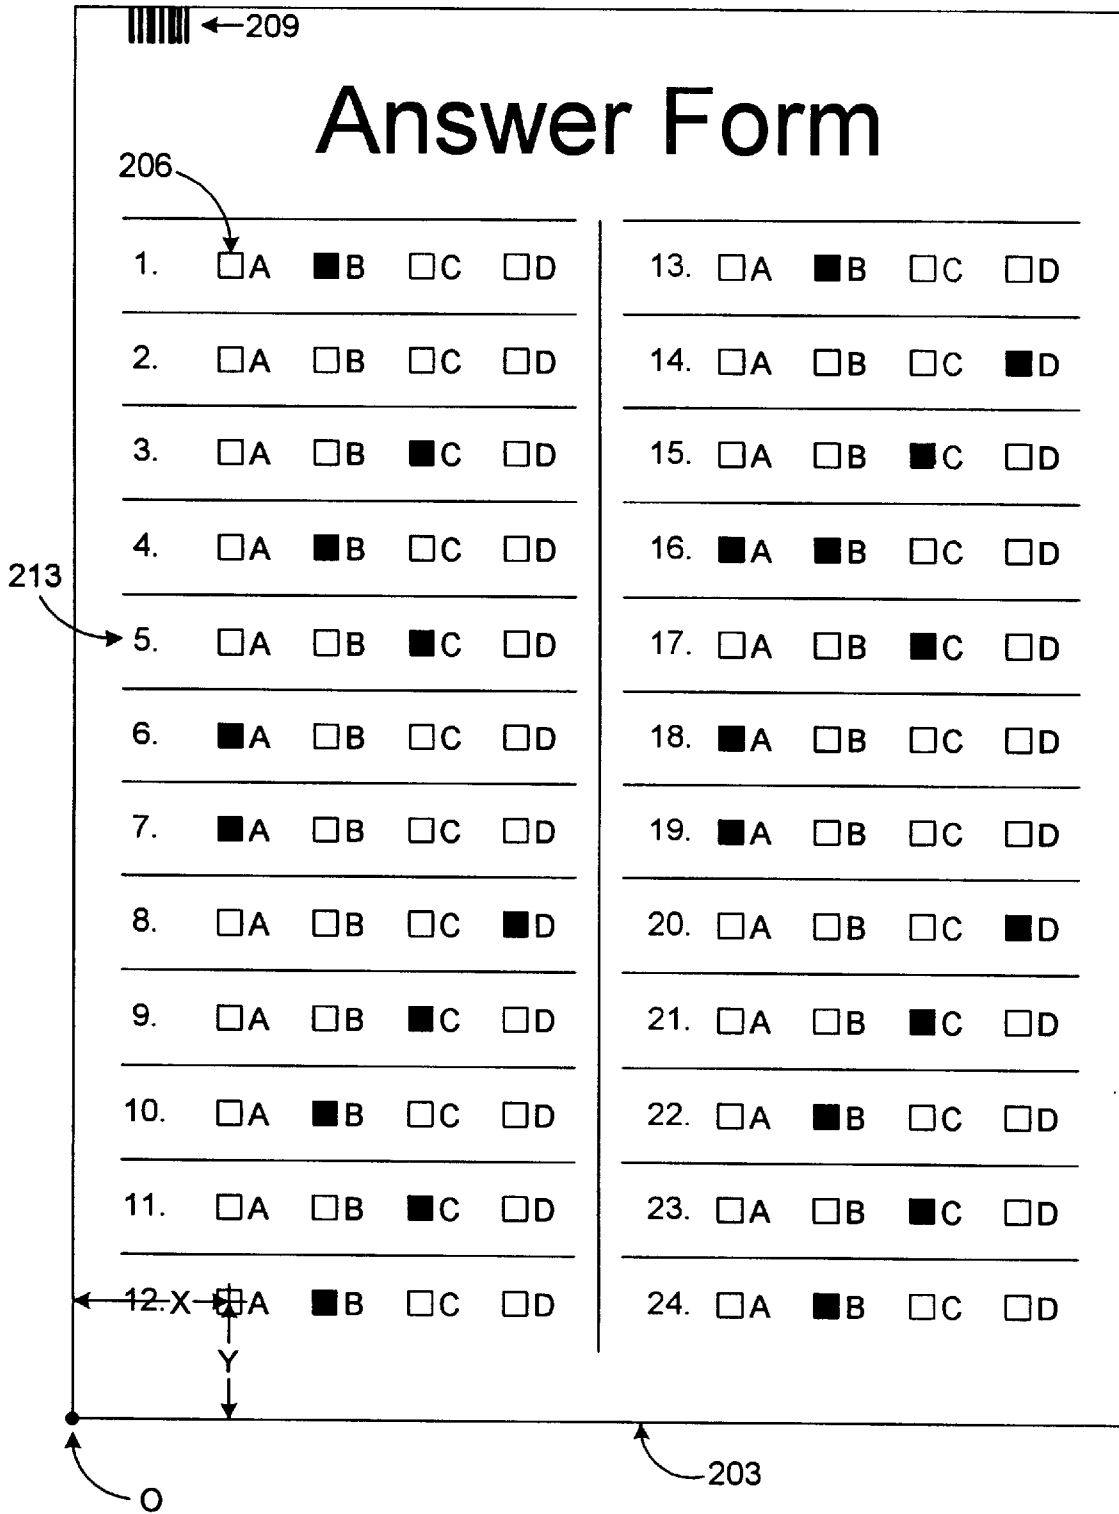 209
Answer Form
206
1. □A ■B □C □D
2. □A □B □C □D
3. □A □B ■C □D
4. □A ■B □C □D
213
5. □A □B ■C □D
6. ■A □B □C □D
7. ■A □B □C □D
8. □A □B □C ■D
9. □A □B ■C □D
10. □A ■B □C □D
11. □A □B ■C □D
12. X □A ■B □C □D
Y
13. □A ■B □C □D
14. □A □B □C ■D
15. □A □B ■C □D
16. ■A ■B □C □D
17. □A □B ■C □D
18. ■A □B □C □D
19. ■A □B □C □D
20. □A □B □C ■D
21. □A □B ■C □D
22. □A ■B □C □D
23. □A □B ■C □D
24. □A ■B □C □D
203
O